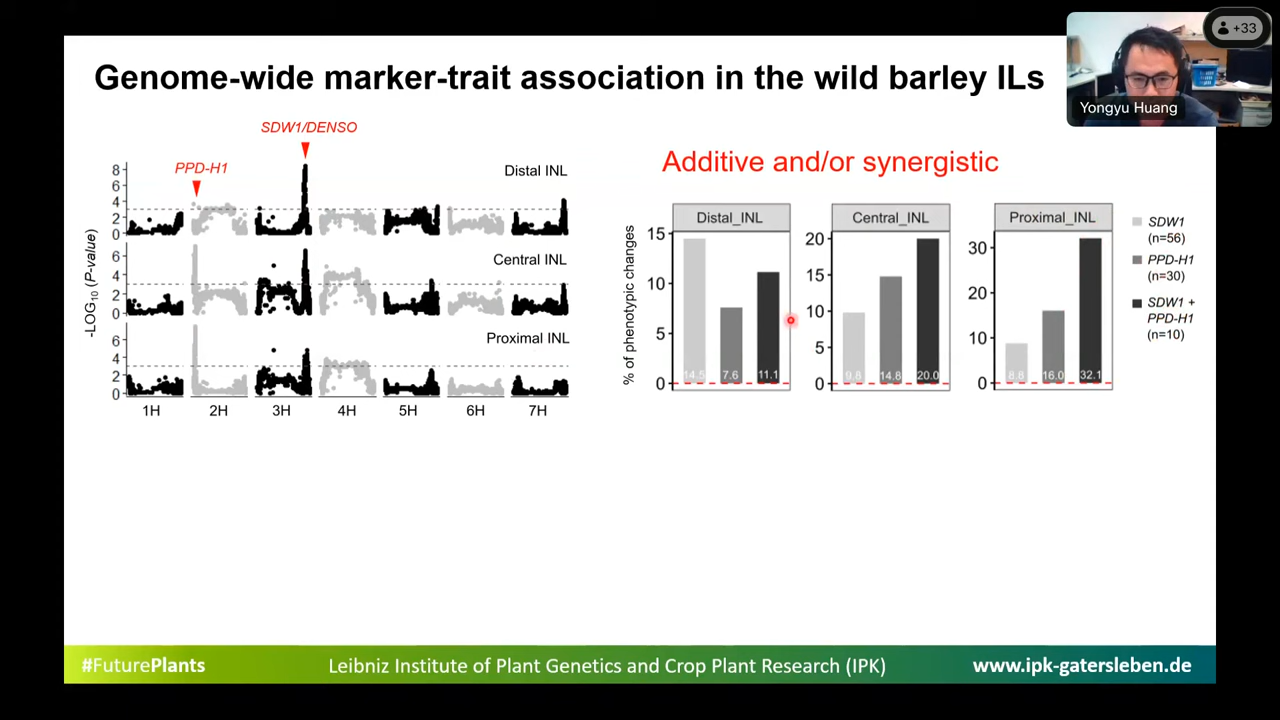 Genome-wide marker-trait association in the wild barley ILs
+33
Yongyu Huang
SDW1/DENSO
PPD-H1
Additive and/or synergistic
-LOG10 (P-value)
8
6
4
2
0
Distal INL
6
4
2
0
Central INL
6
4
2
0
Proximal INL
1H 2H 3H 4H 5H 6H 7H
% of phenotypic changes
Distal_INL
15
10
5
0
14.5 7.6 11.1
Central_INL
20
15
10
5
0
9.8 14.8 20.0
Proximal_INL
30
20
10
0
16.0 32.1
SDW1
(n=56)
PPD-H1
(n=30)
SDW1 +
PPD-H1
(n=10)
#FuturePlants
Leibniz Institute of Plant Genetics and Crop Plant Research (IPK)
www.ipk-gatersleben.de